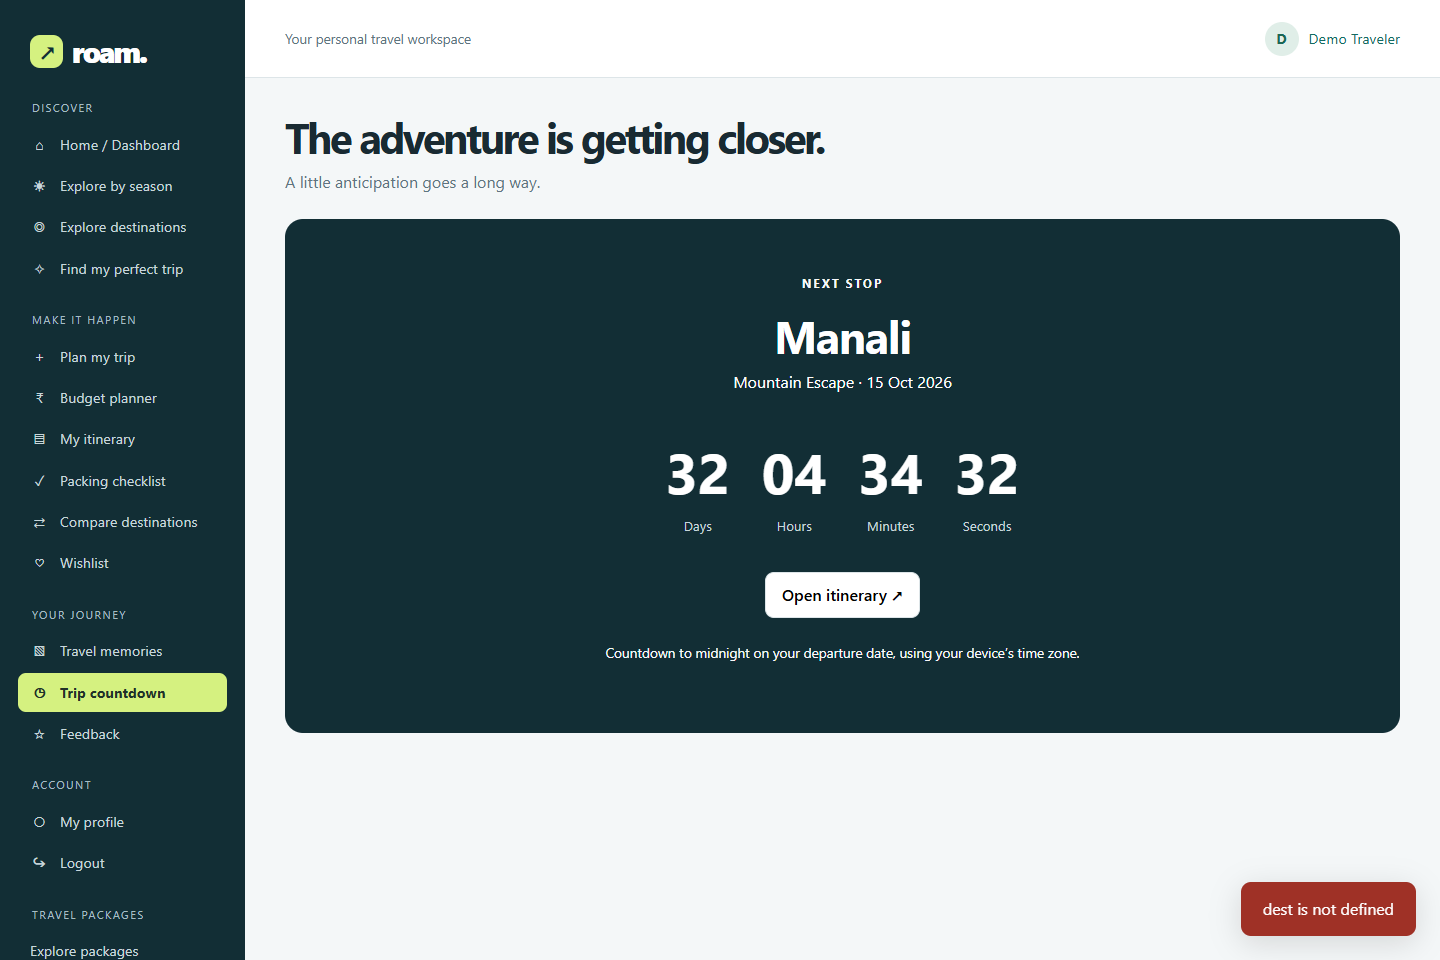 roam.
DISCOVER
Home / Dashboard
Explore by season
Explore destinations
Find my perfect trip
MAKE IT HAPPEN
+ Plan my trip
₹ Budget planner
My itinerary
✓ Packing checklist
⇄ Compare destinations
♡ Wishlist
YOUR JOURNEY
Travel memories
Trip countdown
☆ Feedback
ACCOUNT
My profile
Logout
TRAVEL PACKAGES
Explore packages
Your personal travel workspace
D Demo Traveler
The adventure is getting closer.
A little anticipation goes a long way.
NEXT STOP
Manali
Mountain Escape · 15 Oct 2026
32 04 34 32
Days Hours Minutes Seconds
Open itinerary ↗
Countdown to midnight on your departure date, using your device’s time zone.
dest is not defined